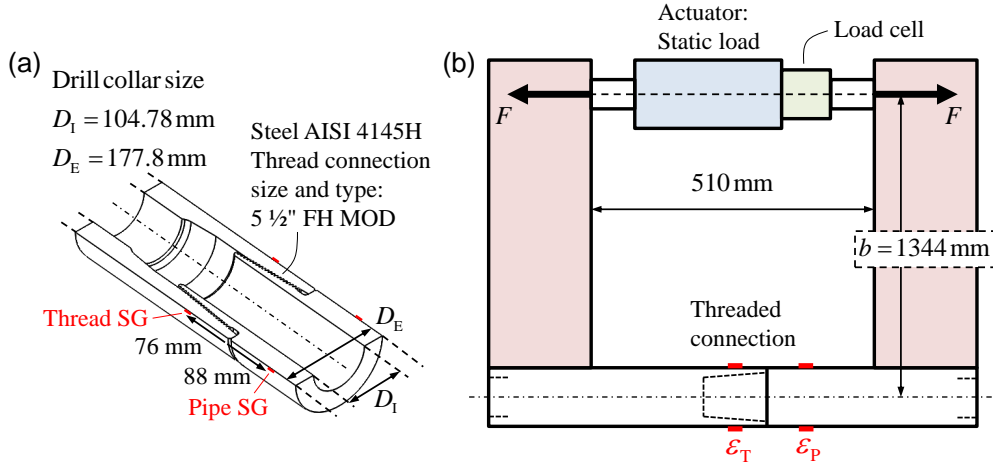 (a)
Drill collar size
D_I = 104.78 mm
D_E = 177.8 mm
Steel AISI 4145H
Thread connection
size and type:
5 ½" FH MOD
Thread SG
76 mm
88 mm
Pipe SG
D_E
D_I
(b)
Actuator:
Static load
Load cell
F
F
510 mm
b = 1344 mm
Threaded
connection
ε_T
ε_P